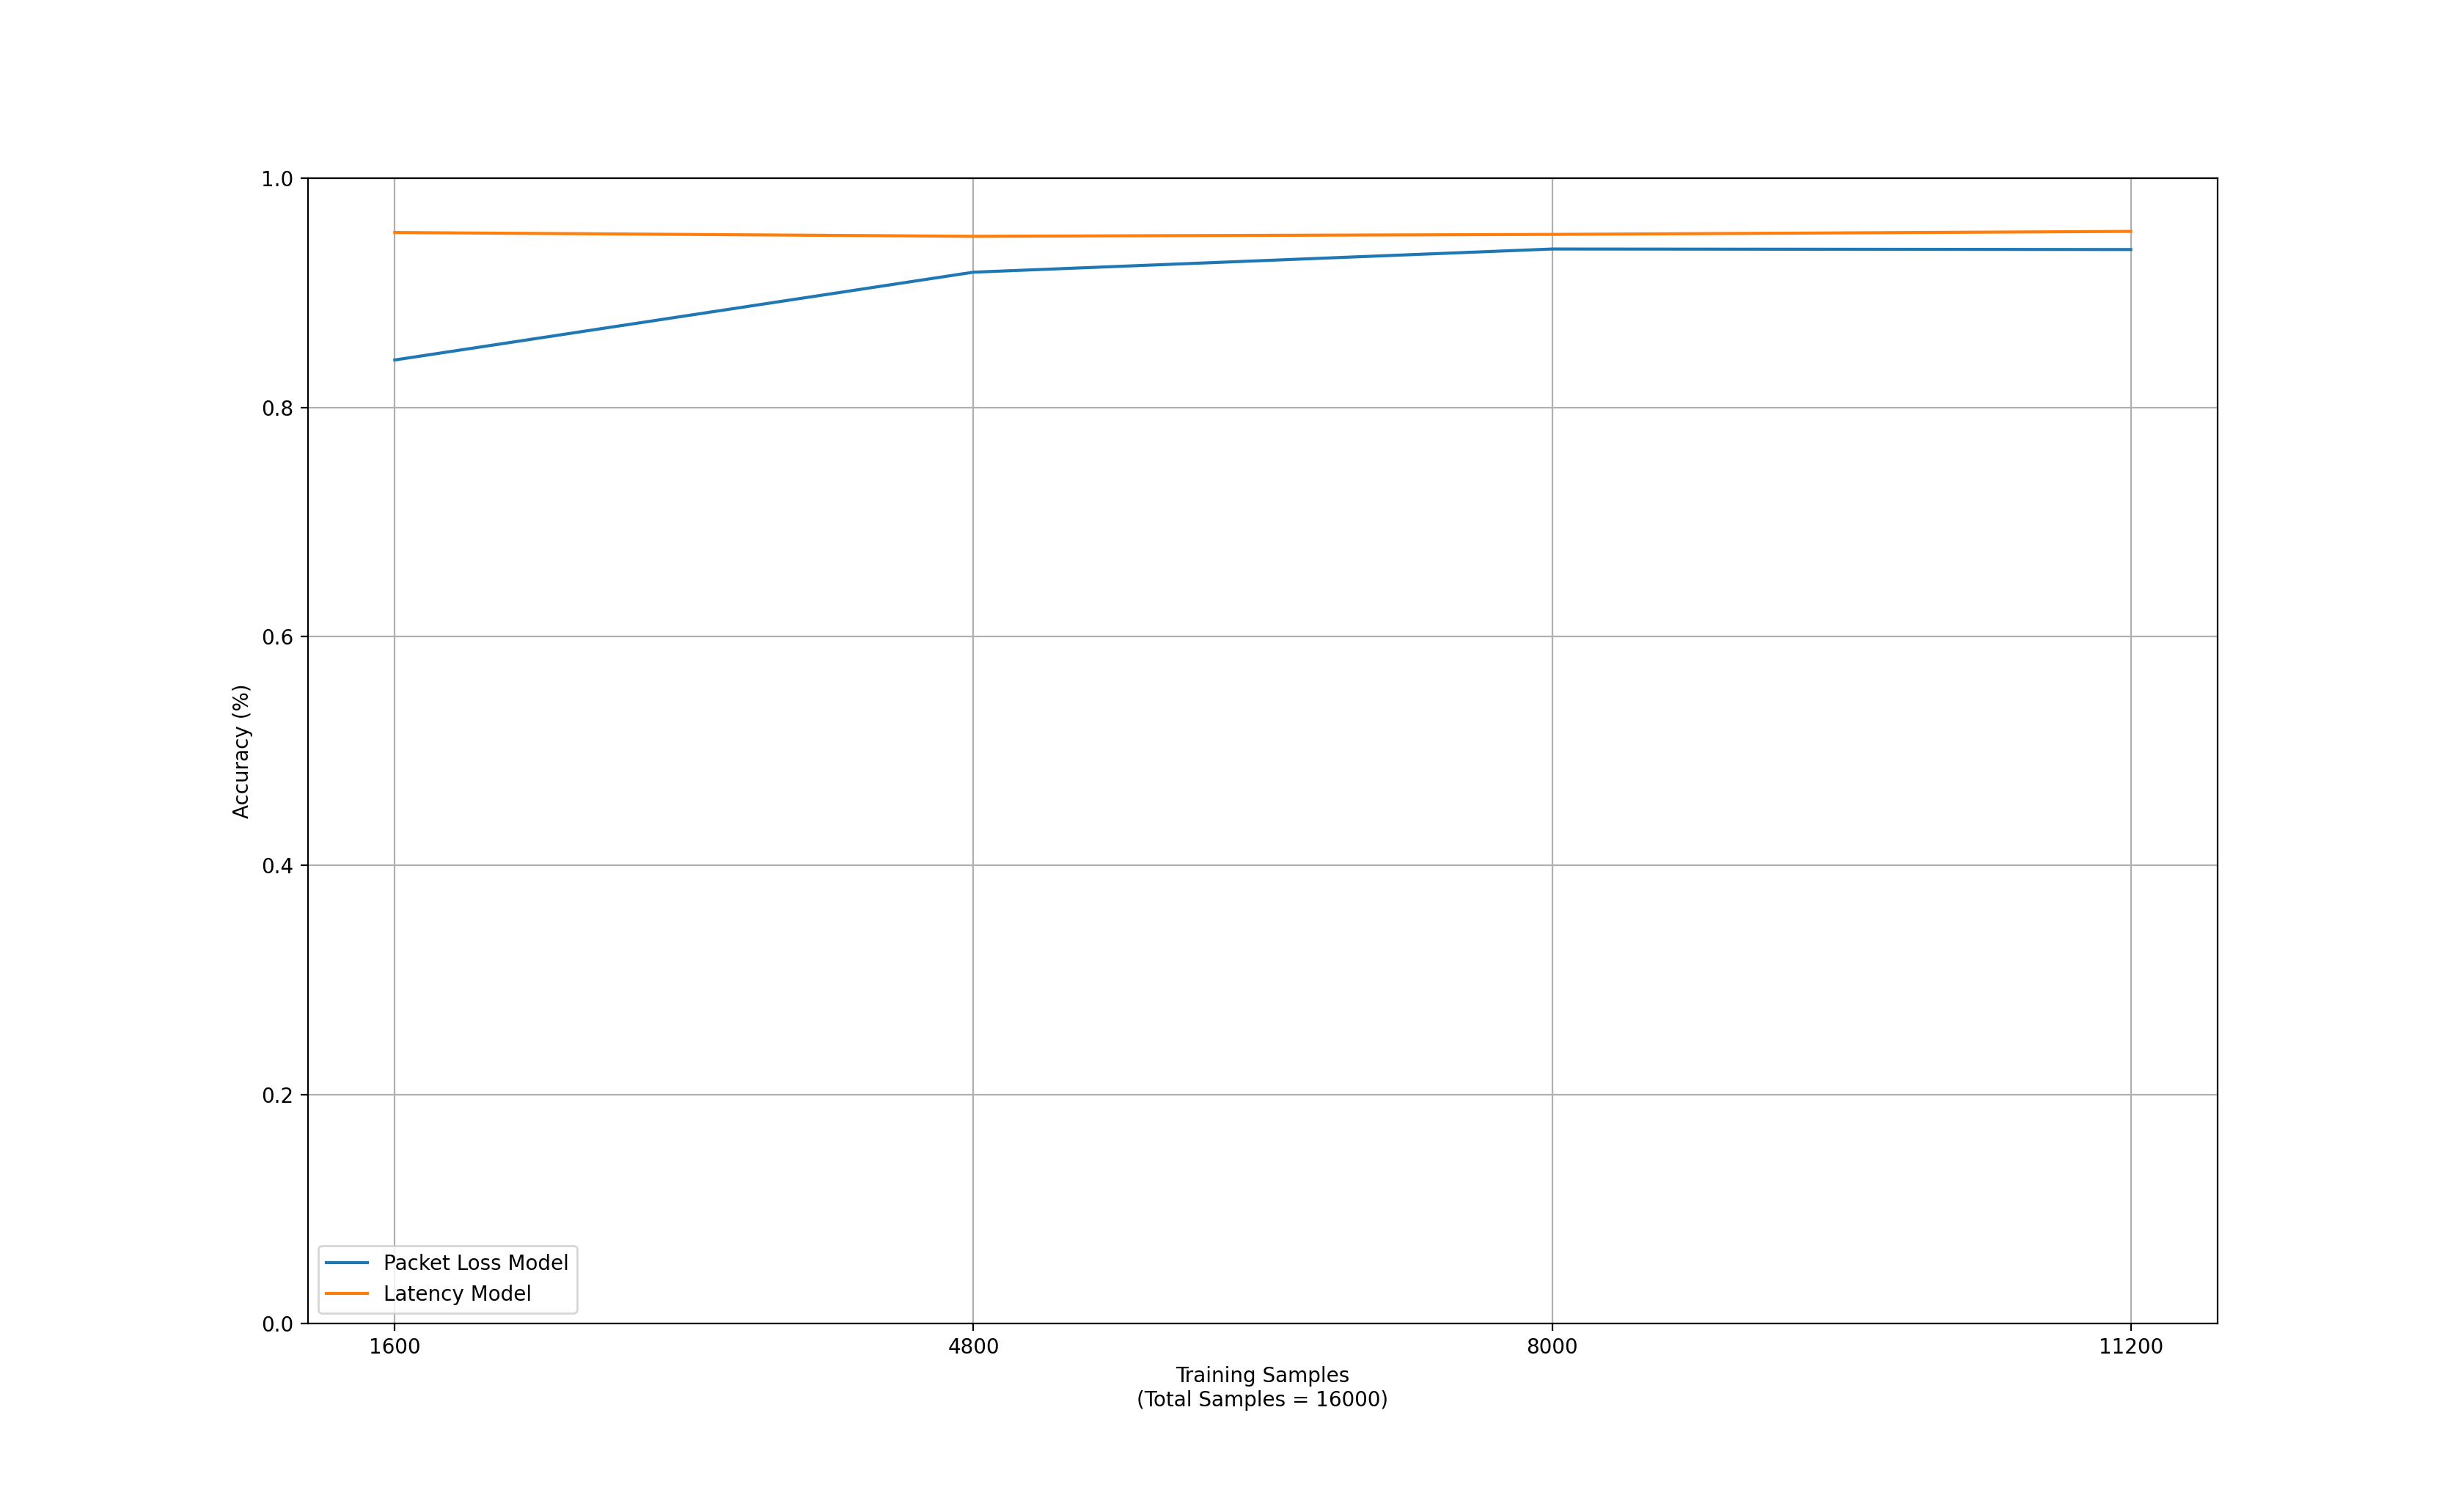 1.0
0.8
0.6
0.4
0.2
0.0
Accuracy (%)
Packet Loss Model
Latency Model
1600 4800 8000 11200
Training Samples
(Total Samples = 16000)